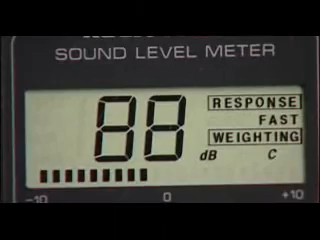 SOUND LEVEL METER
88 dB
RESPONSE
FAST
WEIGHTING
C
-10 0 +10